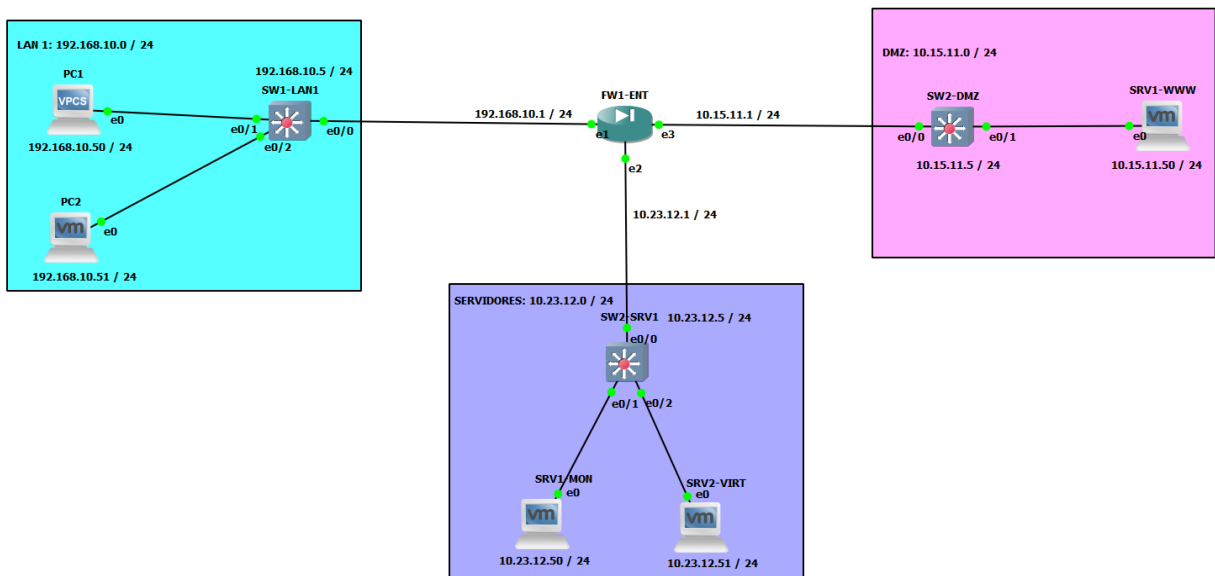 LAN 1: 192.168.10.0 / 24
PC1
VPCS
e0
192.168.10.50 / 24
192.168.10.5 / 24
SW1-LAN1
e0/1
e0/0
e0/2
PC2
vm
e0
192.168.10.51 / 24
192.168.10.1 / 24
FW1-ENT
10.15.11.1 / 24
e1
e3
e2
10.23.12.1 / 24
DMZ: 10.15.11.0 / 24
SW2-DMZ
SRV1-WWW
vm
e0/0
e0/1
e0
10.15.11.5 / 24
10.15.11.50 / 24
SERVIDORES: 10.23.12.0 / 24
SW2-SRV1
10.23.12.5 / 24
e0/0
e0/1
e0/2
SRV1-MON
e0
vm
10.23.12.50 / 24
SRV2-VIRT
e0
vm
10.23.12.51 / 24